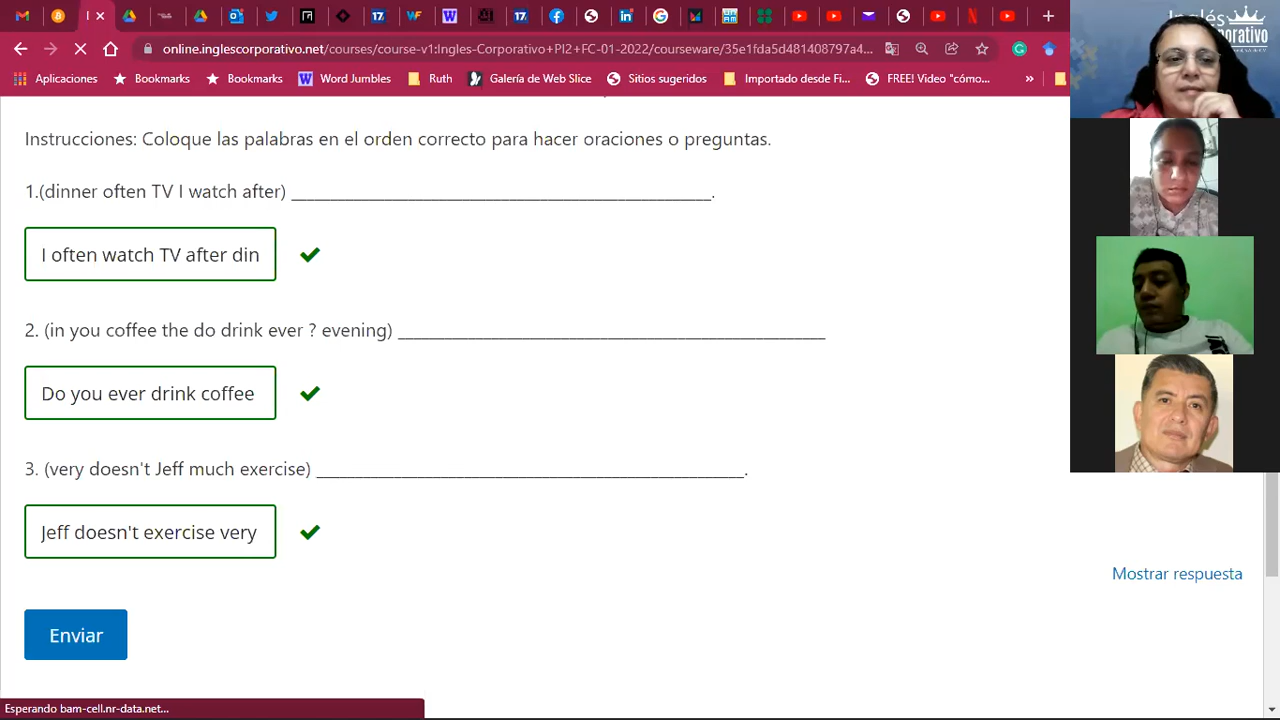 online.inglescorporativo.net/courses/course-v1:Ingles-Corporativo+PI2+FC-01-2022/courseware/35e1fda5d481408797a4...
Aplicaciones
Bookmarks
Bookmarks
Word Jumbles
Ruth
Galería de Web Slice
Sitios sugeridos
Importado desde Fi...
FREE! Video "cómo...
»
Inglés
Instrucciones: Coloque las palabras en el orden correcto para hacer oraciones o preguntas.
1.(dinner often TV I watch after) ______________________________________________.
I often watch TV after din
2. (in you coffee the do drink ever ? evening) _______________________________________________
Do you ever drink coffee
3. (very doesn't Jeff much exercise) _______________________________________________.
Jeff doesn't exercise very
Mostrar respuesta
Enviar
Esperando bam-cell.nr-data.net...